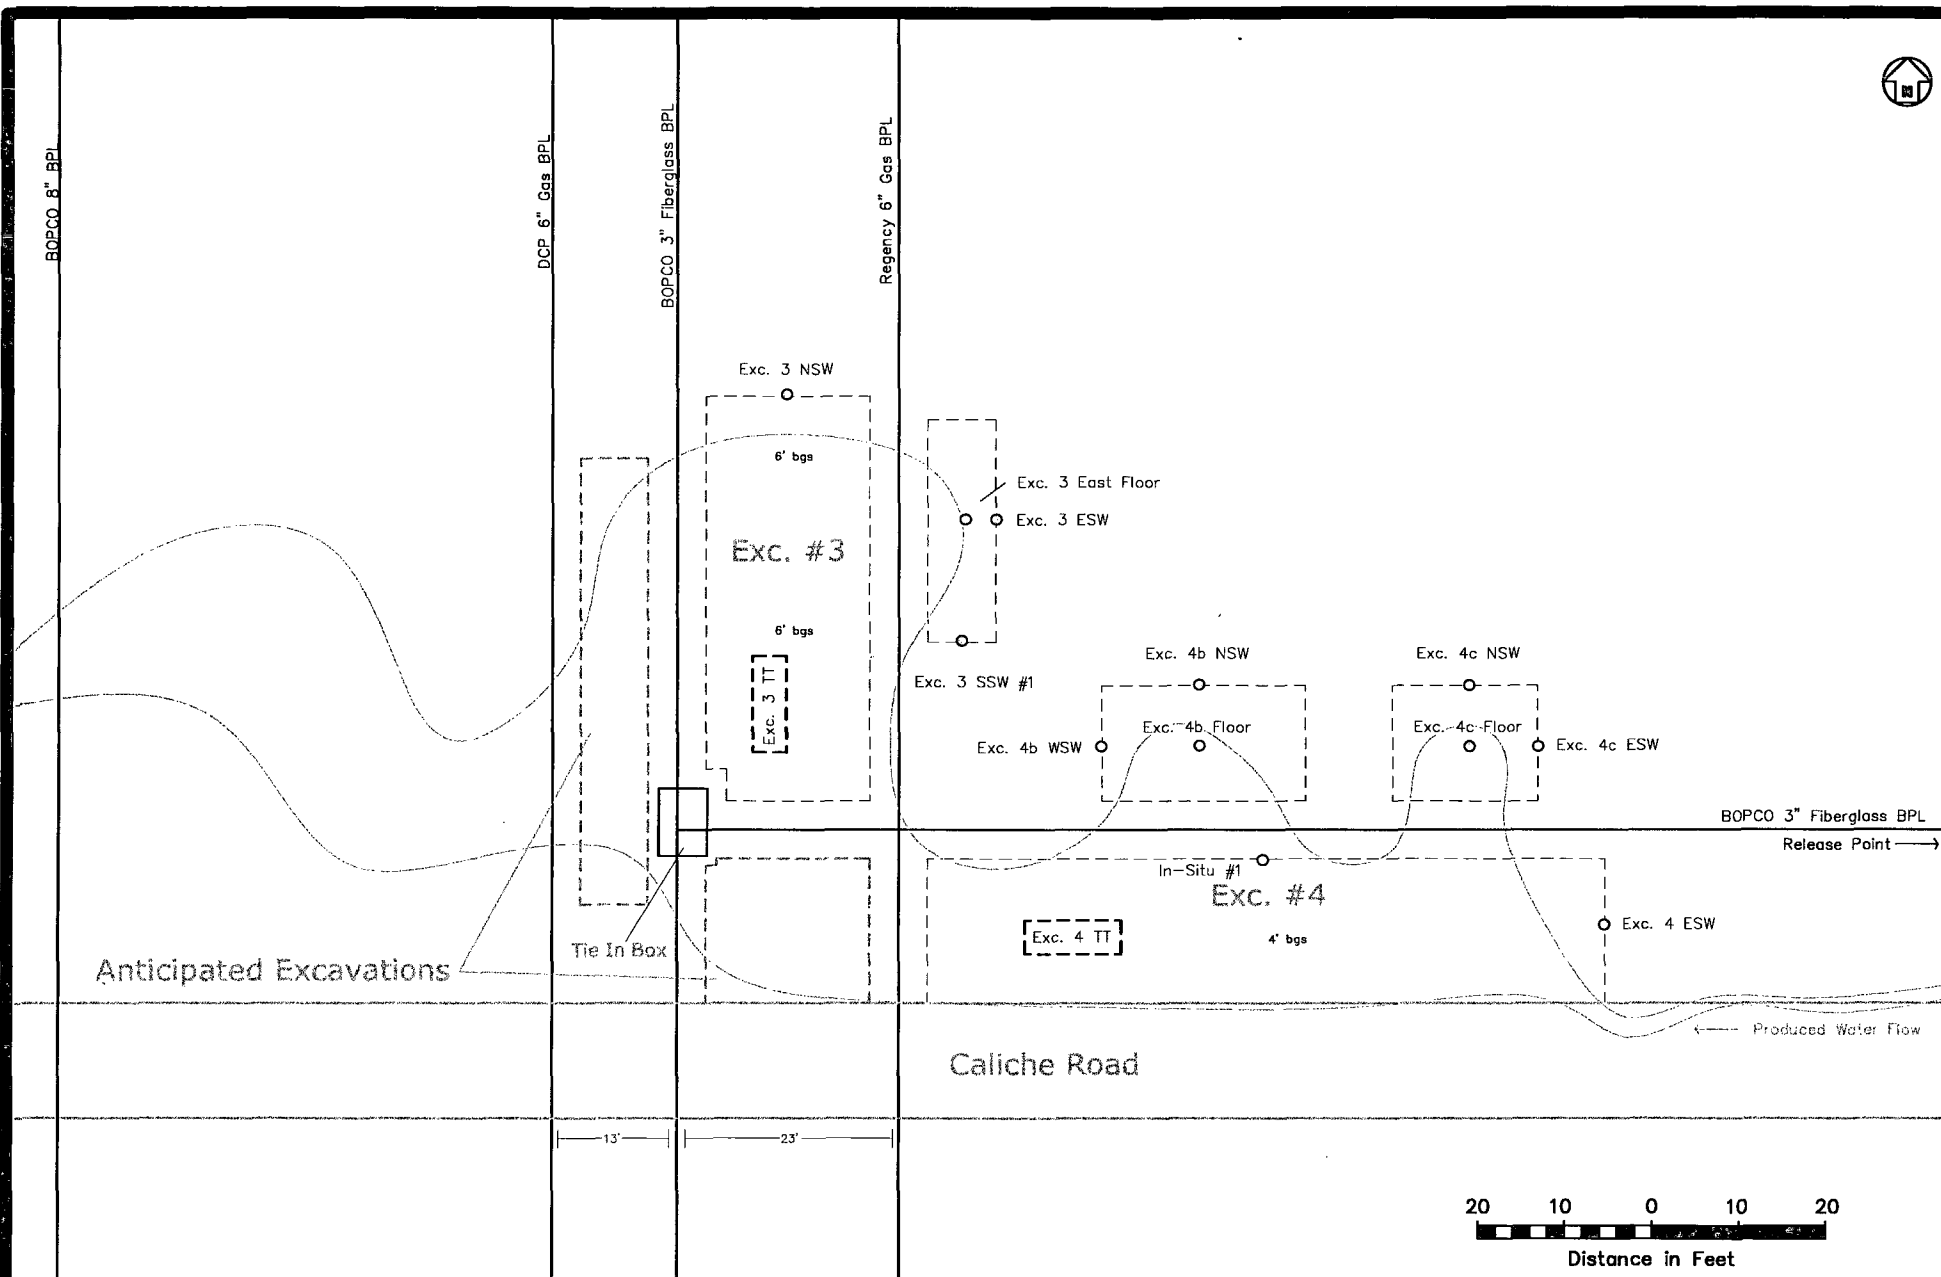 BOPCO 8" BPL
DCP 6" Gas BPL
BOPCO 3" Fiberglass BPL
Regency 6" Gas BPL
N
Exc. 3 NSW
6' bgs
Exc. #3
6' bgs
Exc. 3 TT
Exc. 3 East Floor
Exc. 3 ESW
Exc. 3 SSW #1
Exc. 4b NSW
Exc. 4b Floor
Exc. 4b WSW
Exc. 4c NSW
Exc. 4c Floor
Exc. 4c ESW
BOPCO 3" Fiberglass BPL
Release Point
In-Situ #1
Exc. #4
Exc. 4 TT
4' bgs
Exc. 4 ESW
Tie In Box
Anticipated Excavations
Produced Water Flow
Caliche Road
13'
23'
20 10 0 10 20
Distance in Feet